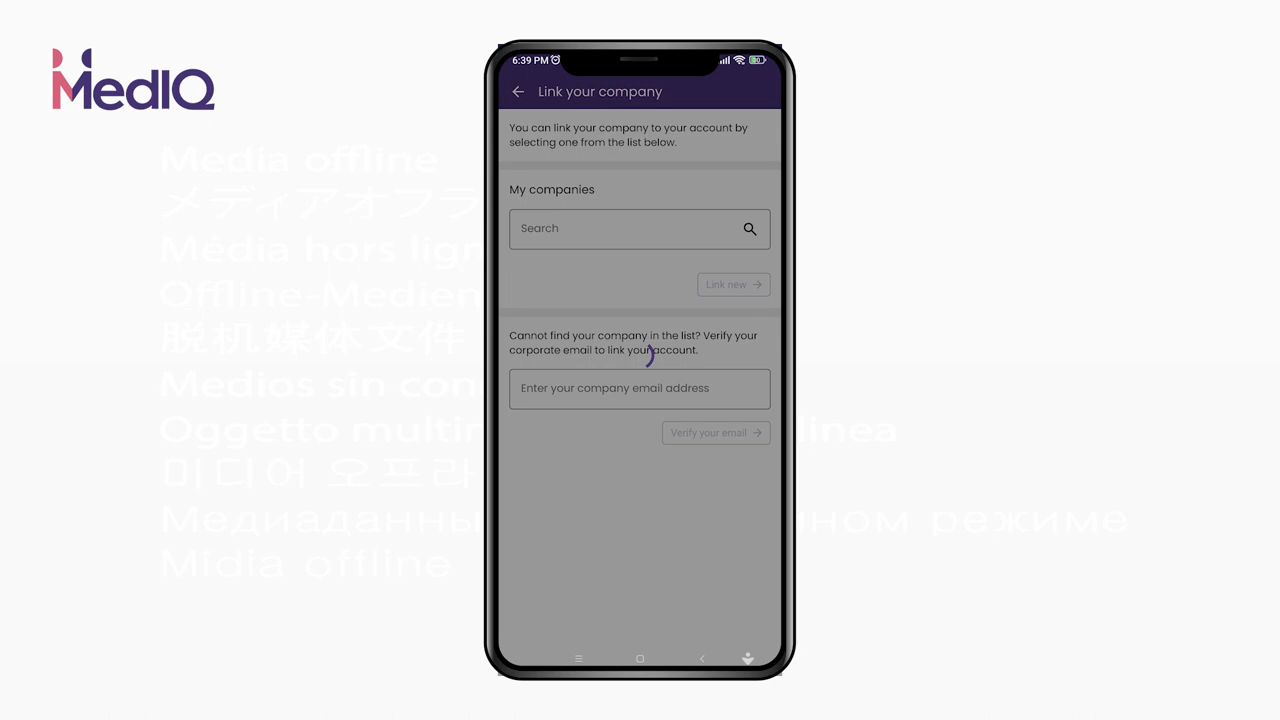 MedIQ
6:39 PM
Link your company
You can link your company to your account by
selecting one from the list below.
My companies
Search
Link new
Cannot find your company in the list? Verify your
corporate email to link your account.
Enter your company email address
Verify your email
Media offline
メディアオフラ
Média hors lign
Offline-Medien
脱机媒体文件
Medios sin con
Oggetto multi linea
미디어 오프라
Медиаданны ном режиме
Mídia offline